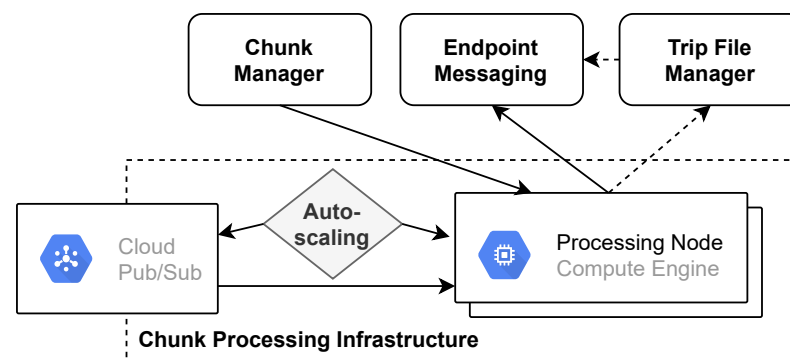 Chunk
Manager
Endpoint
Messaging
Trip File
Manager
Auto-
scaling
Cloud
Pub/Sub
Processing Node
Compute Engine
Chunk Processing Infrastructure